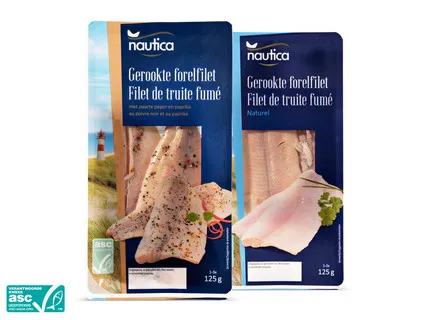 nautica
Gerookte forelfilet
Filet de truite fumé
met zwarte peper en paprika
au poivre noir et au paprika
asc
125 g
nautica
Gerookte forelfilet
Filet de truite fumé
Naturel
125 g
VERANTWOORDE
KWEEK
asc